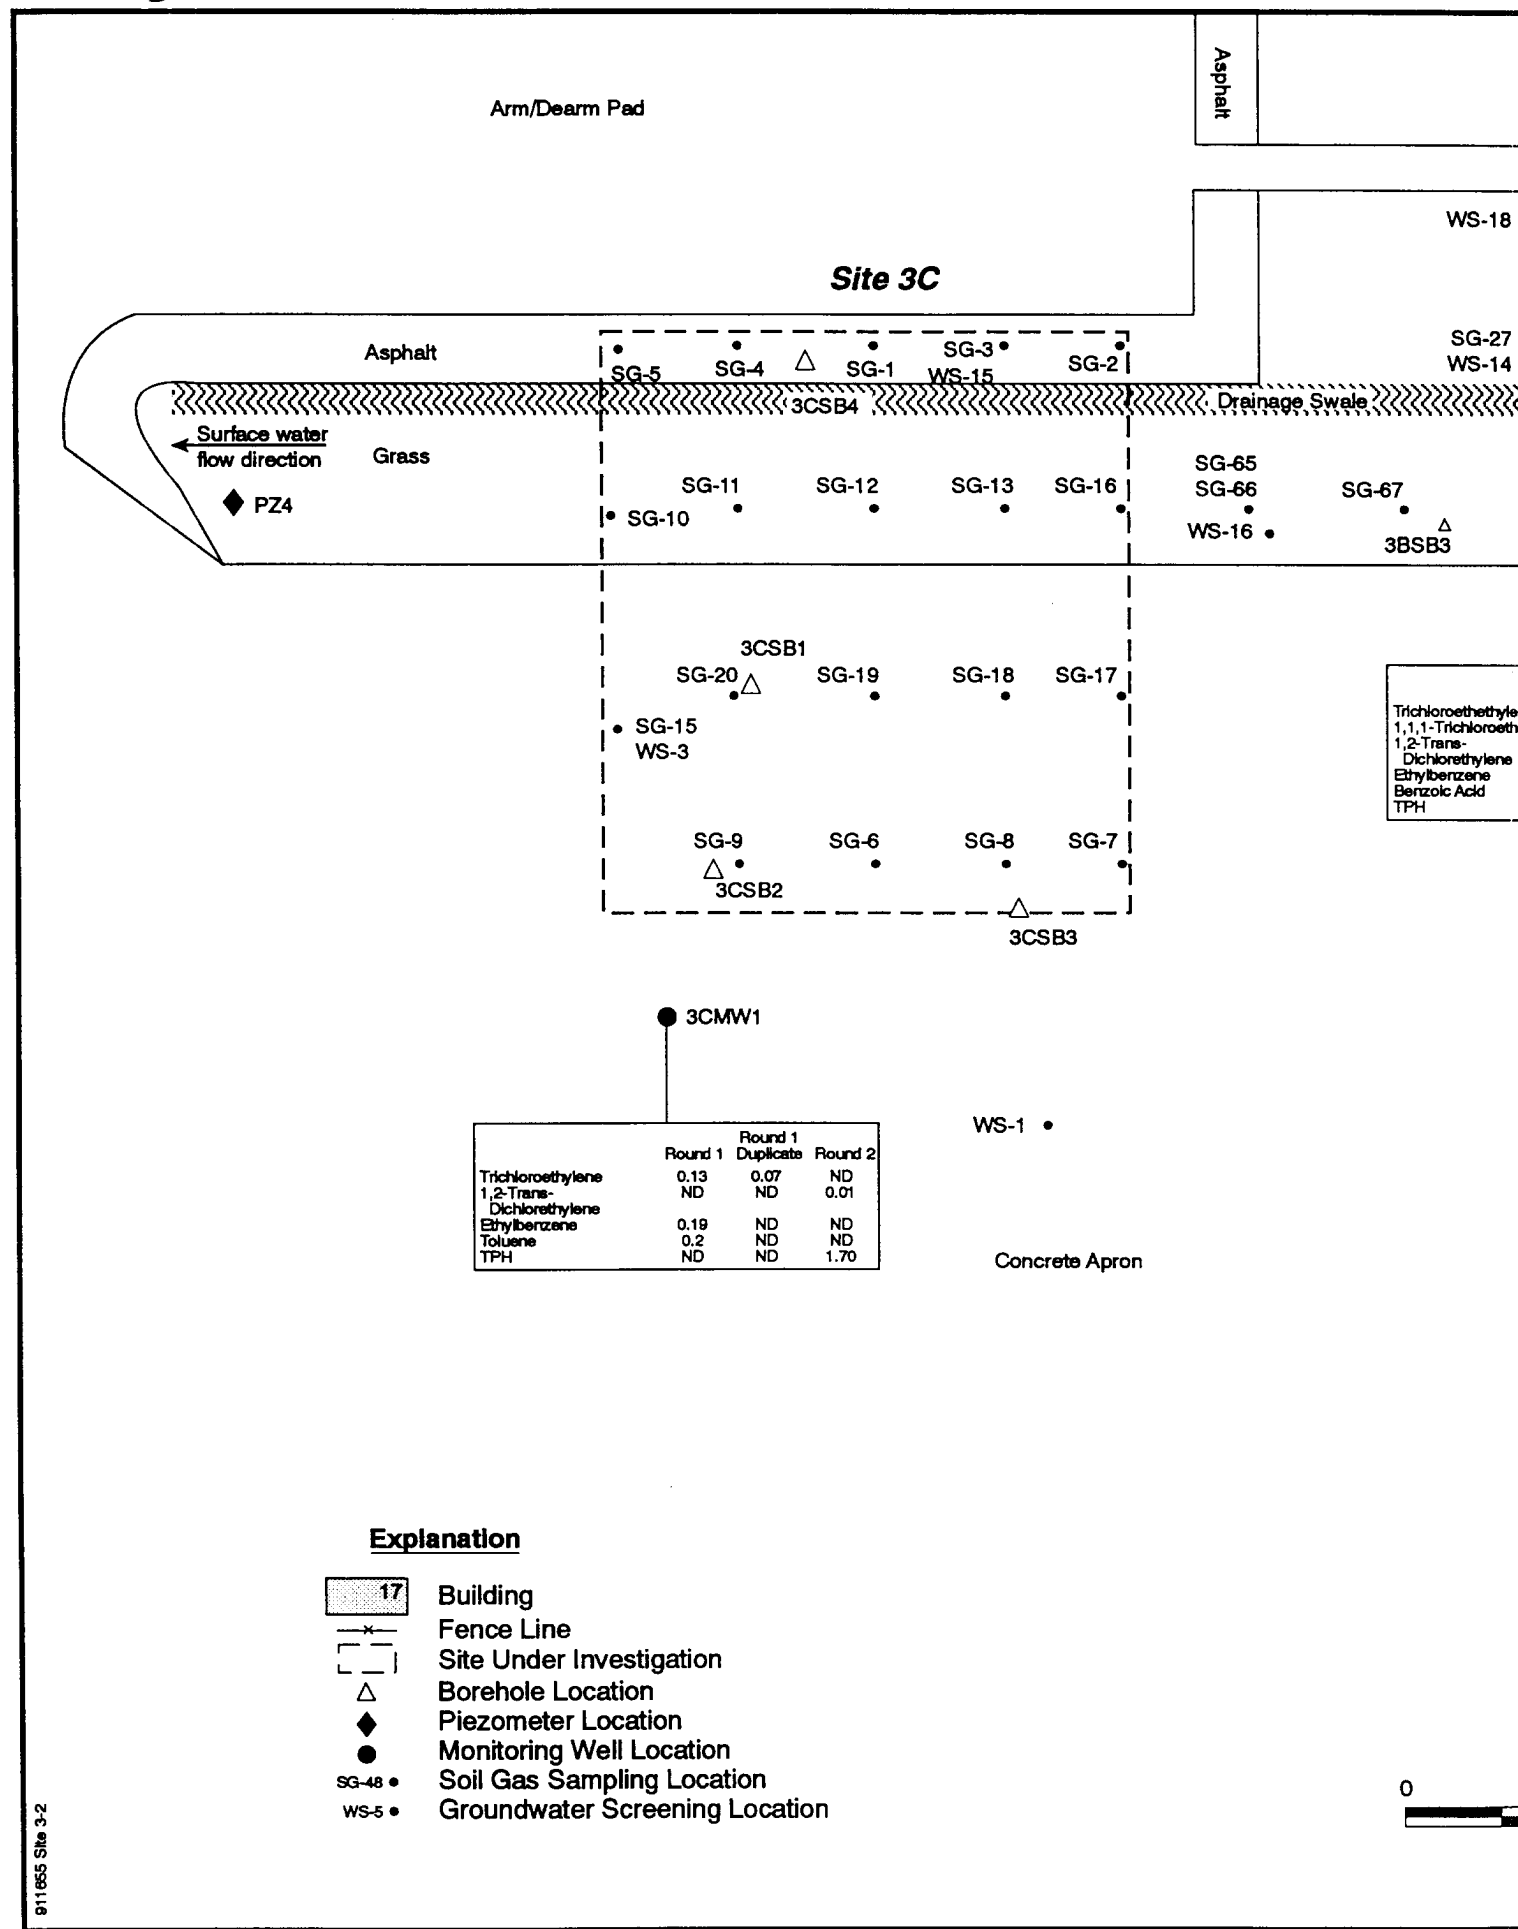 Asphalt
Arm/Dearm Pad
WS-18
Site 3C
Asphalt
SG-5
SG-4
SG-1
SG-3
WS-15
SG-2
SG-27
WS-14
3CSB4
Drainage Swale
Surface water
flow direction
Grass
PZ4
SG-10
SG-11
SG-12
SG-13
SG-16
SG-65
SG-66
WS-16
SG-67
3BSB3
3CSB1
SG-20
SG-19
SG-18
SG-17
SG-15
WS-3
Trichloroethethyle
1,1,1-Trichloroeth
1,2-Trans-
Dichlorethylene
Ethylbenzene
Benzoic Acid
TPH
SG-9
SG-6
SG-8
SG-7
3CSB2
3CSB3
3CMW1
WS-1
Round 1
Round 1 Duplicate Round 2
Trichloroethylene 0.13 0.07 ND
1,2-Trans- ND ND 0.01
Dichlorethylene
Ethylbenzene 0.19 ND ND
Toluene 0.2 ND ND
TPH ND ND 1.70
Concrete Apron
Explanation
17 Building
Fence Line
Site Under Investigation
Borehole Location
Piezometer Location
Monitoring Well Location
SG-48 Soil Gas Sampling Location
WS-5 Groundwater Screening Location
0
911655 Site 3-2